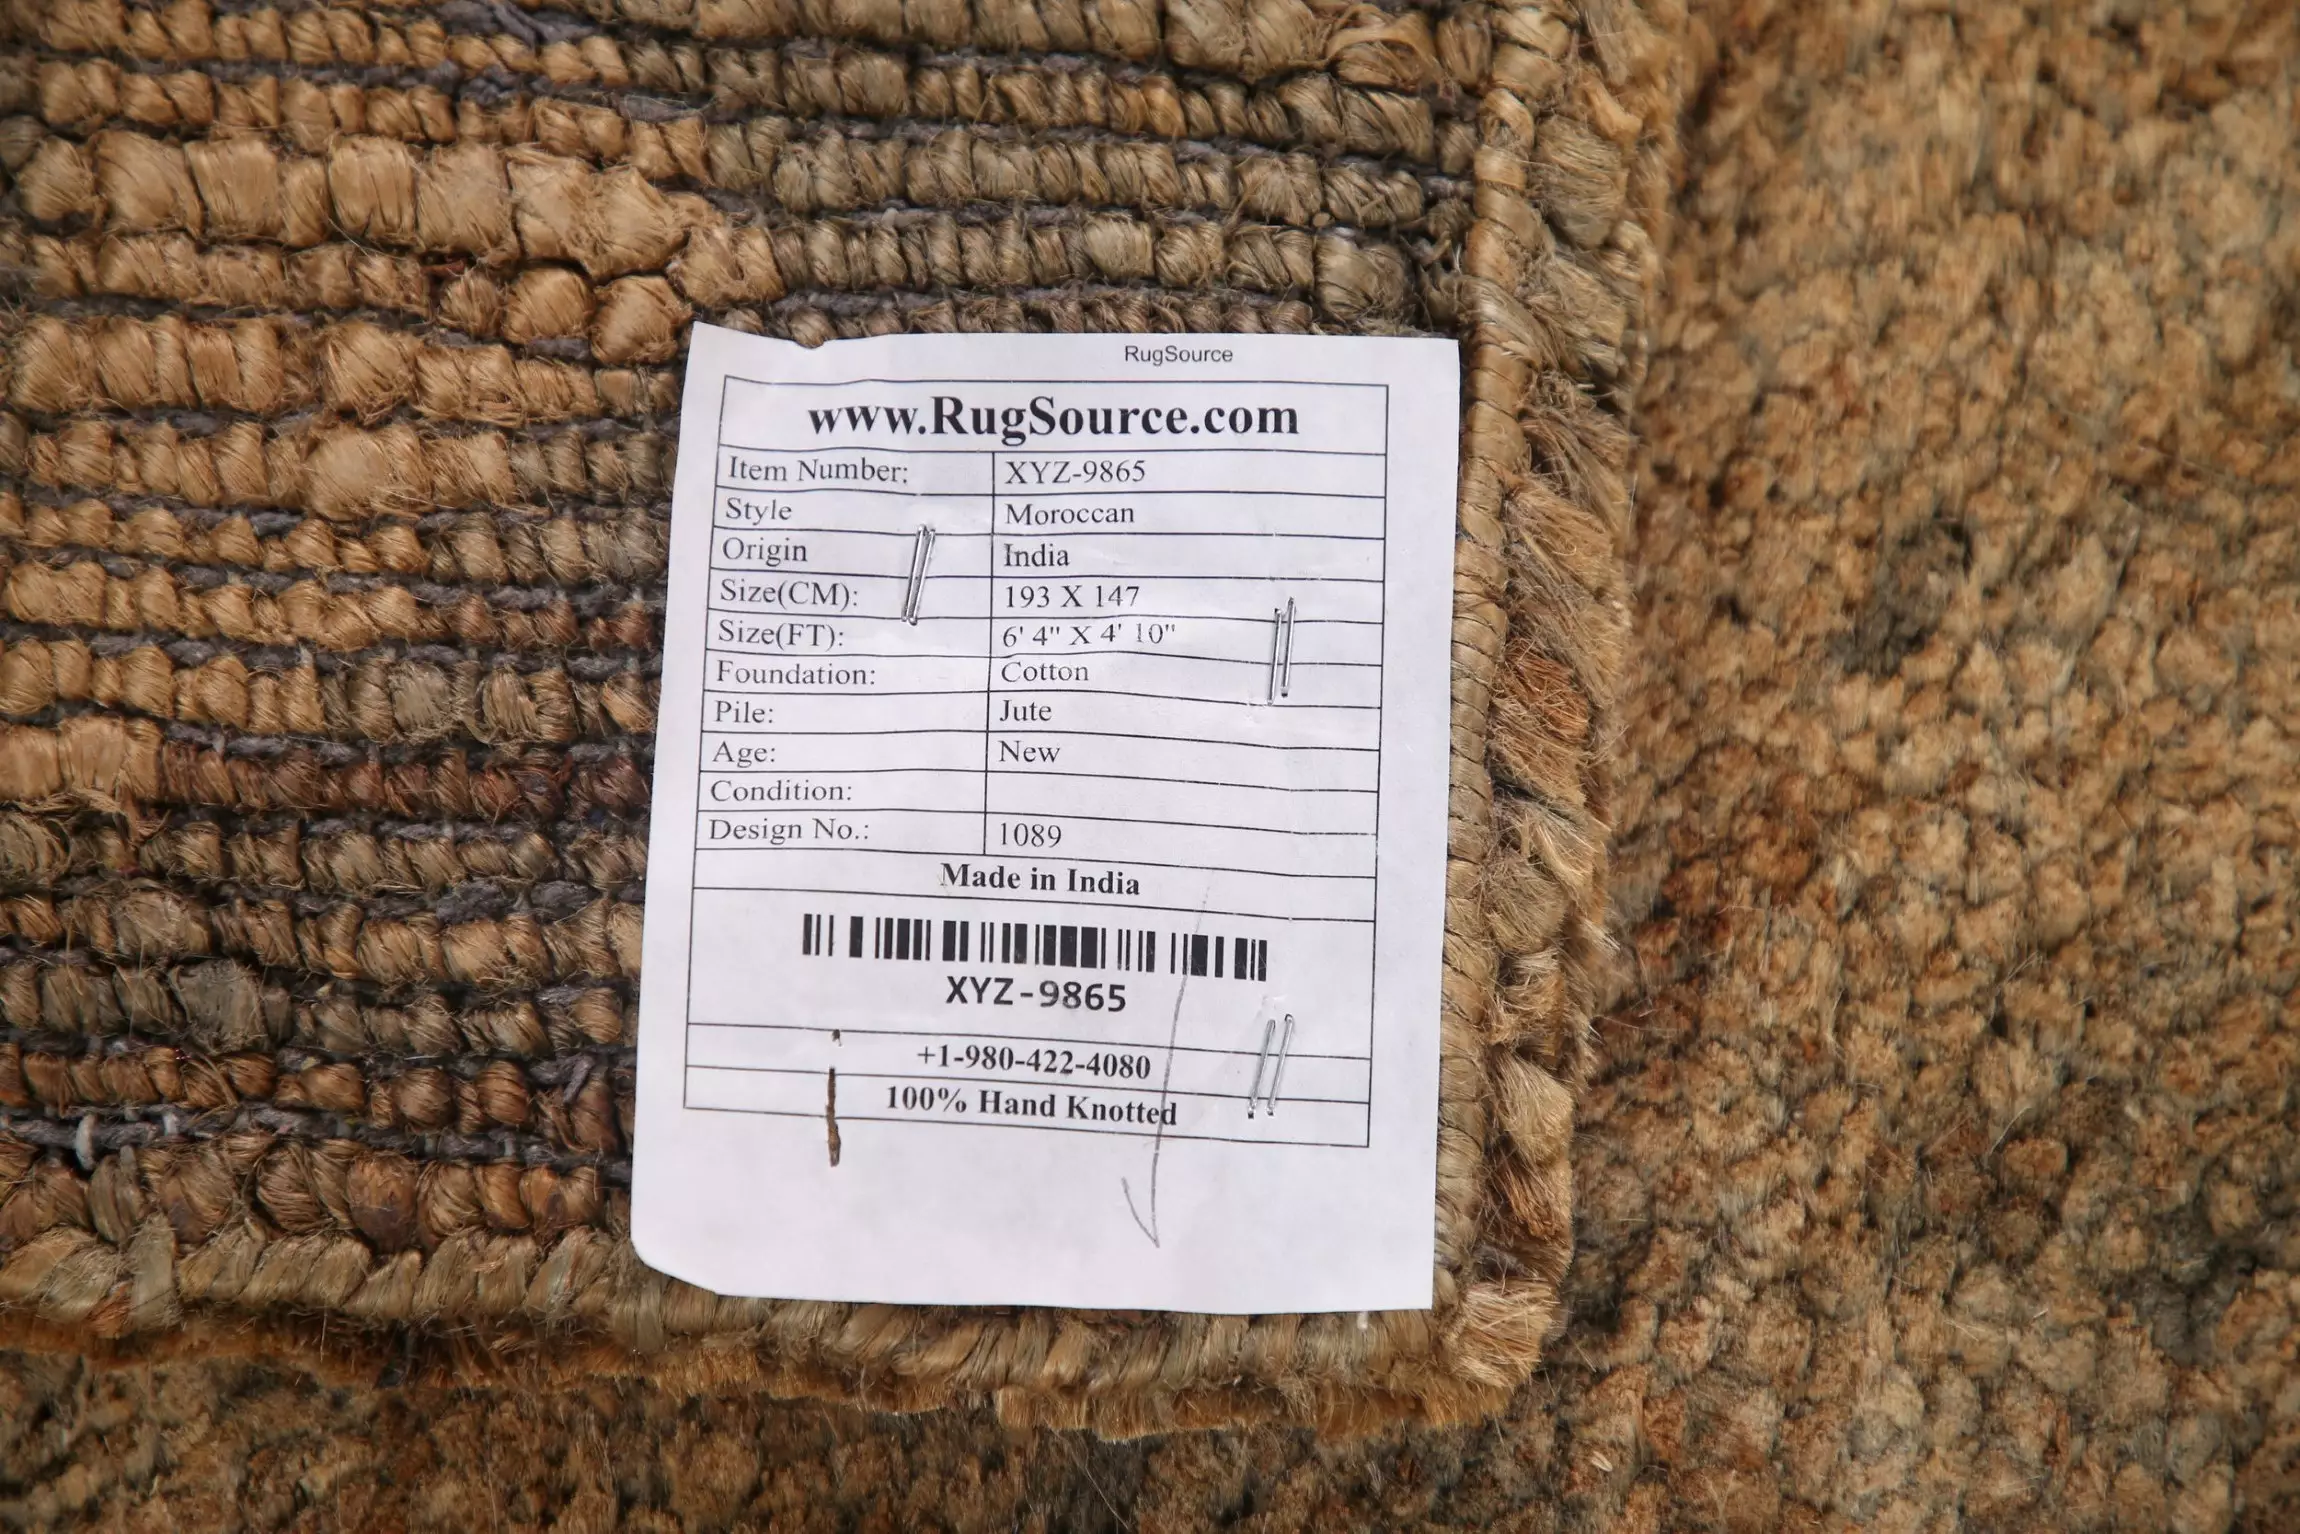 RugSource
www.RugSource.com
Item Number: XYZ-9865
Style Moroccan
Origin India
Size(CM): 193 X 147
Size(FT): 6' 4" X 4' 10"
Foundation: Cotton
Pile: Jute
Age: New
Condition:
Design No.: 1089
Made in India
XYZ-9865
+1-980-422-4080
100% Hand Knotted